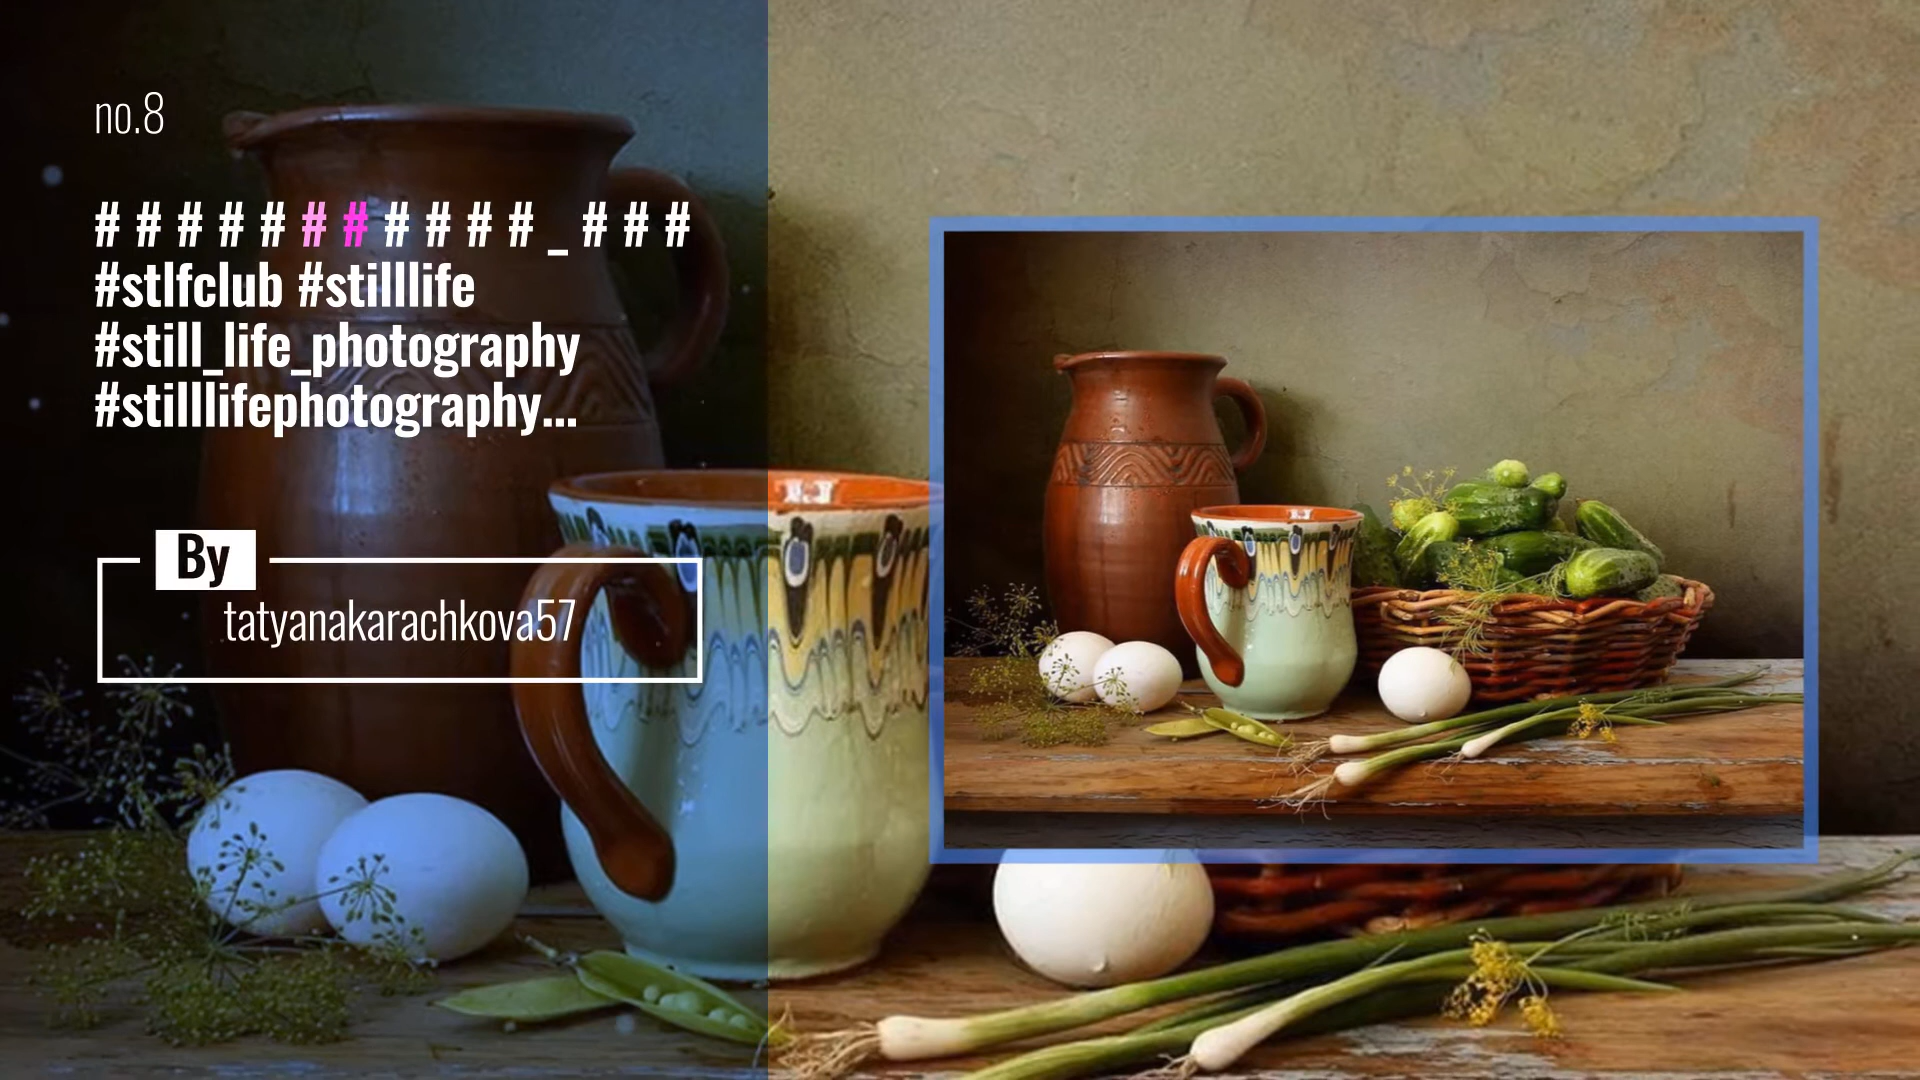 no.8
# # # # # # # # # # # _ # # #
#stlfclub #stilllife
#still_life_photography
#stilllifephotography...
By
tatyanakarachkova57